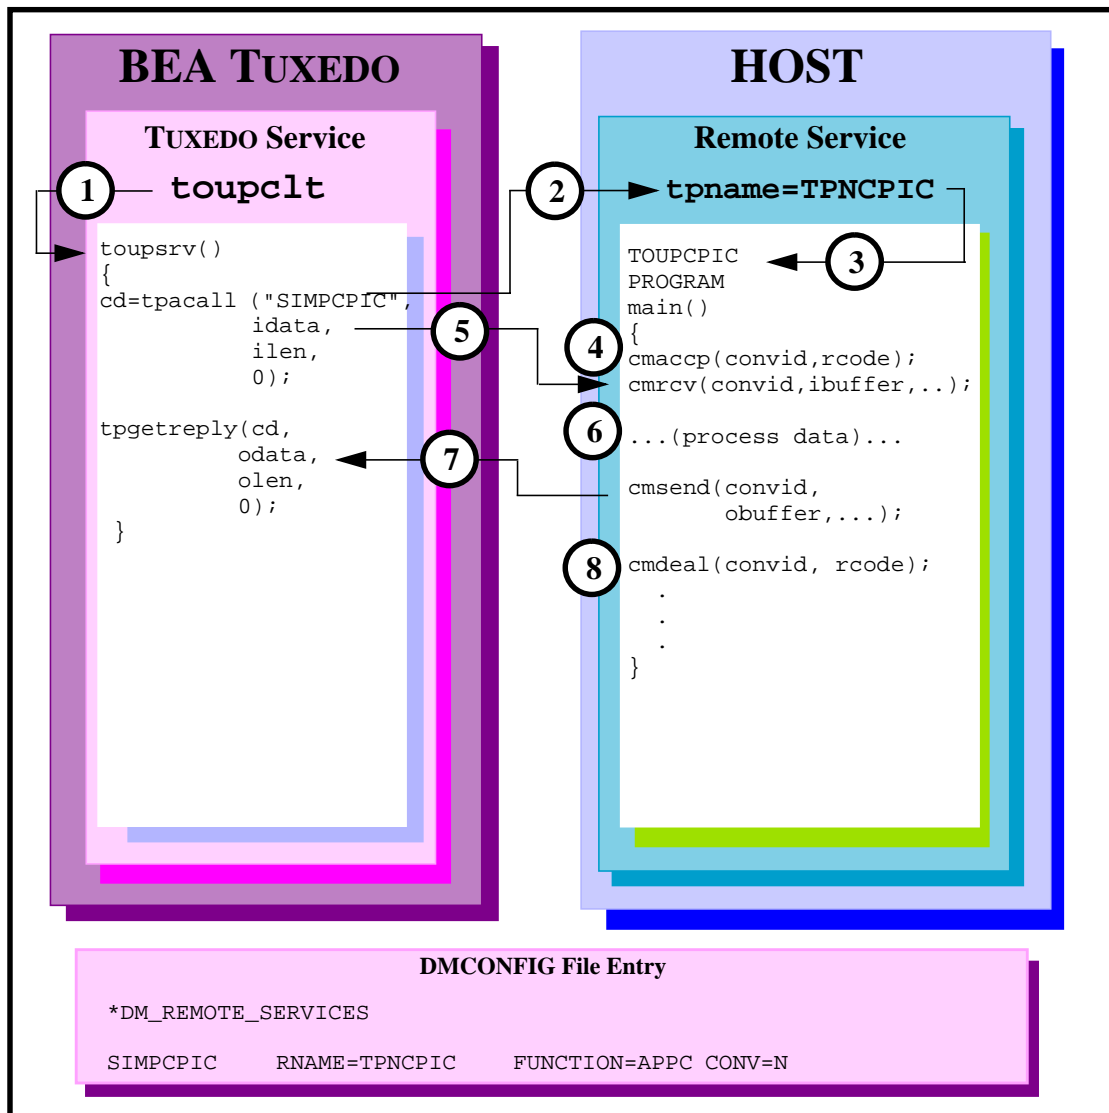 BEA TUXEDO
TUXEDO Service
1
toupclt
toupsrv()
{
cd=tpacall ("SIMPCPIC",
idata,
ilen,
0);
tpgetreply(cd,
odata,
olen,
0);
}
2
5
7
HOST
Remote Service
tpname=TPNCPIC
3
TOUPCPIC
PROGRAM
main()
{
4
cmaccp(convid,rcode);
cmrcv(convid,ibuffer,..);
6
...(process data)...
cmsend(convid,
obuffer,...);
8
cmdeal(convid, rcode);
.
.
.
}
DMCONFIG File Entry
*DM_REMOTE_SERVICES
SIMPCPIC RNAME=TPNCPIC FUNCTION=APPC CONV=N